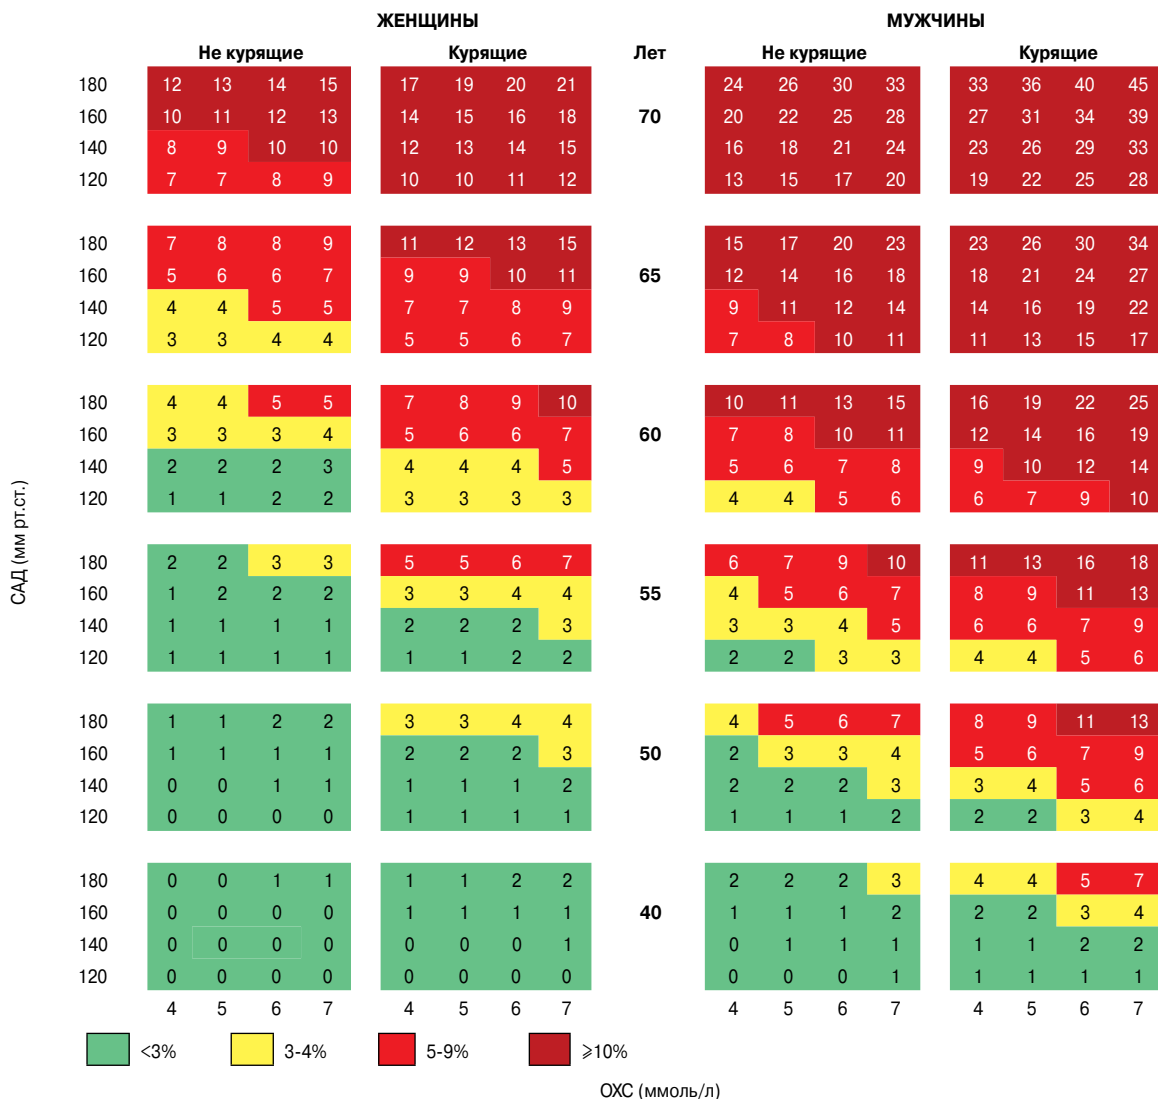 ЖЕНЩИНЫ МУЖЧИНЫ
Не курящие Курящие Лет Не курящие Курящие
180 12 13 14 15 17 19 20 21 24 26 30 33 33 36 40 45
160 10 11 12 13 14 15 16 18 70 20 22 25 28 27 31 34 39
140 8 9 10 10 12 13 14 15 16 18 21 24 23 26 29 33
120 7 7 8 9 10 10 11 12 13 15 17 20 19 22 25 28
180 7 8 8 9 11 12 13 15 15 17 20 23 23 26 30 34
160 5 6 6 7 9 9 10 11 65 12 14 16 18 18 21 24 27
140 4 4 5 5 7 7 8 9 9 11 12 14 14 16 19 22
120 3 3 4 4 5 5 6 7 7 8 10 11 11 13 15 17
180 4 4 5 5 7 8 9 10 10 11 13 15 16 19 22 25
160 3 3 3 4 5 6 6 7 60 7 8 10 11 12 14 16 19
140 2 2 2 3 4 4 4 5 5 6 7 8 9 10 12 14
120 1 1 2 2 3 3 3 3 4 4 5 6 6 7 9 10
САД (мм рт.ст.)
180 2 2 3 3 5 5 6 7 6 7 9 10 11 13 16 18
160 1 2 2 2 3 3 4 4 55 4 5 6 7 8 9 11 13
140 1 1 1 1 2 2 2 3 3 3 4 5 6 6 7 9
120 1 1 1 1 1 1 2 2 2 2 3 3 4 4 5 6
180 1 1 2 2 3 3 4 4 4 5 6 7 8 9 11 13
160 1 1 1 1 2 2 2 3 50 2 3 3 4 5 6 7 9
140 0 0 1 1 1 1 1 2 2 2 2 3 3 4 5 6
120 0 0 0 0 1 1 1 1 1 1 1 2 2 2 3 4
180 0 0 1 1 1 1 2 2 2 2 2 3 4 4 5 7
160 0 0 0 0 1 1 1 1 40 1 1 1 2 2 2 3 4
140 0 0 0 0 0 0 0 1 0 1 1 1 1 1 2 2
120 0 0 0 0 0 0 0 0 0 0 0 1 1 1 1 1
4 5 6 7 4 5 6 7 4 5 6 7 4 5 6 7
<3% 3-4% 5-9% ⩾10%
ОХС (ммоль/л)